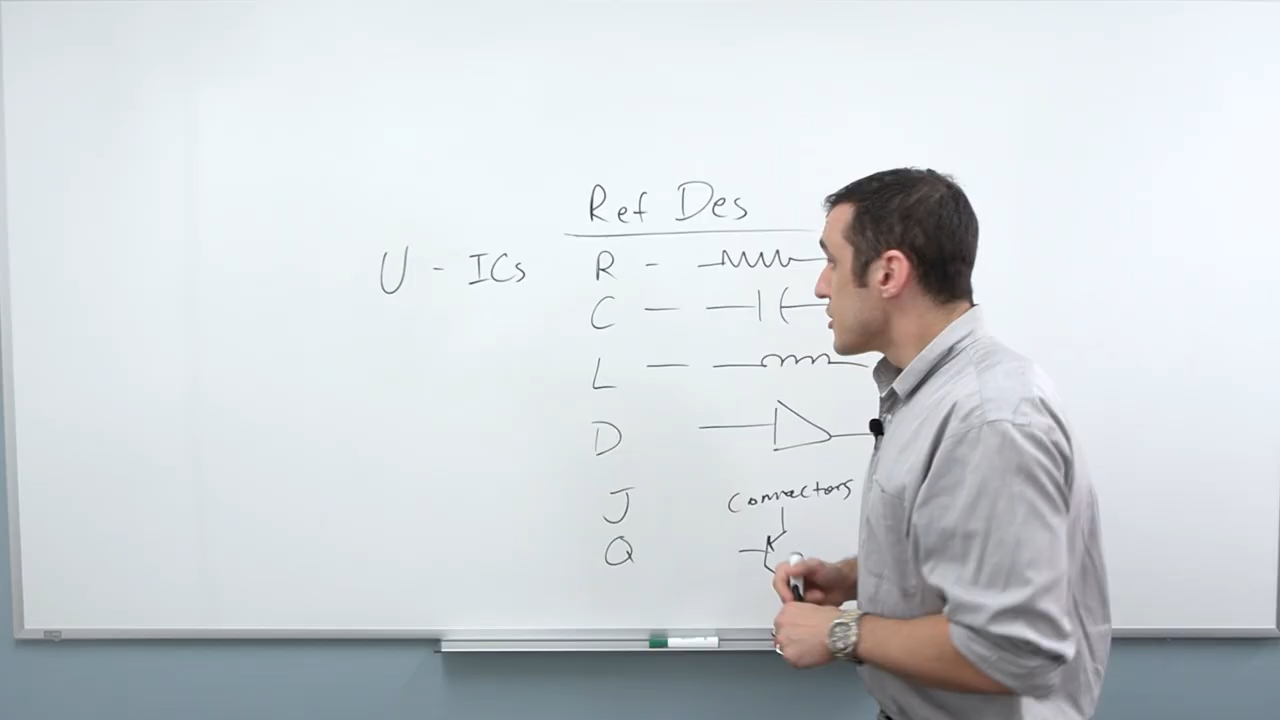 Ref Des
U - ICs
R -
C -
L -
D
J Connectors
Q